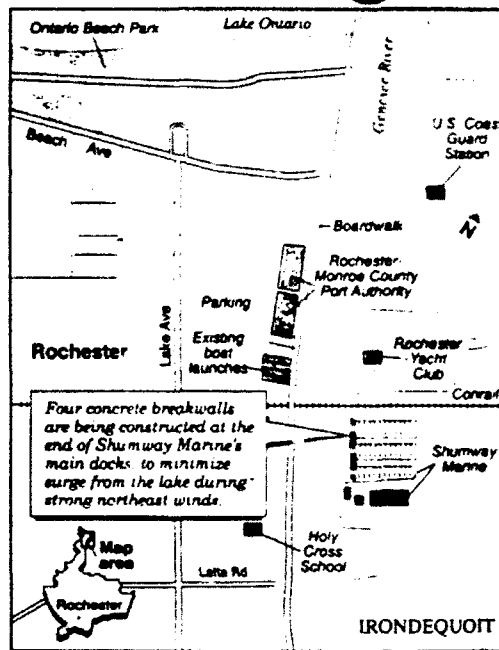 Ontario Beach Park
Lake Ontario
Genesee River
Beach Ave
U.S. Coast
Guard
Station
N
←Boardwalk
Rochester-
Monroe County
Port Authority
Parking
Lake Ave
Existing
boat
launches
Rochester
Rochester
Yacht
Club
Four concrete breakwalls
are being constructed at the
end of Shumway Marine's
main docks, to minimize
surge from the lake during
strong northeast winds.
Shumway
Marine
Holy
Cross
School
Map
area
Latta Rd
Rochester
IRONDEQUOIT